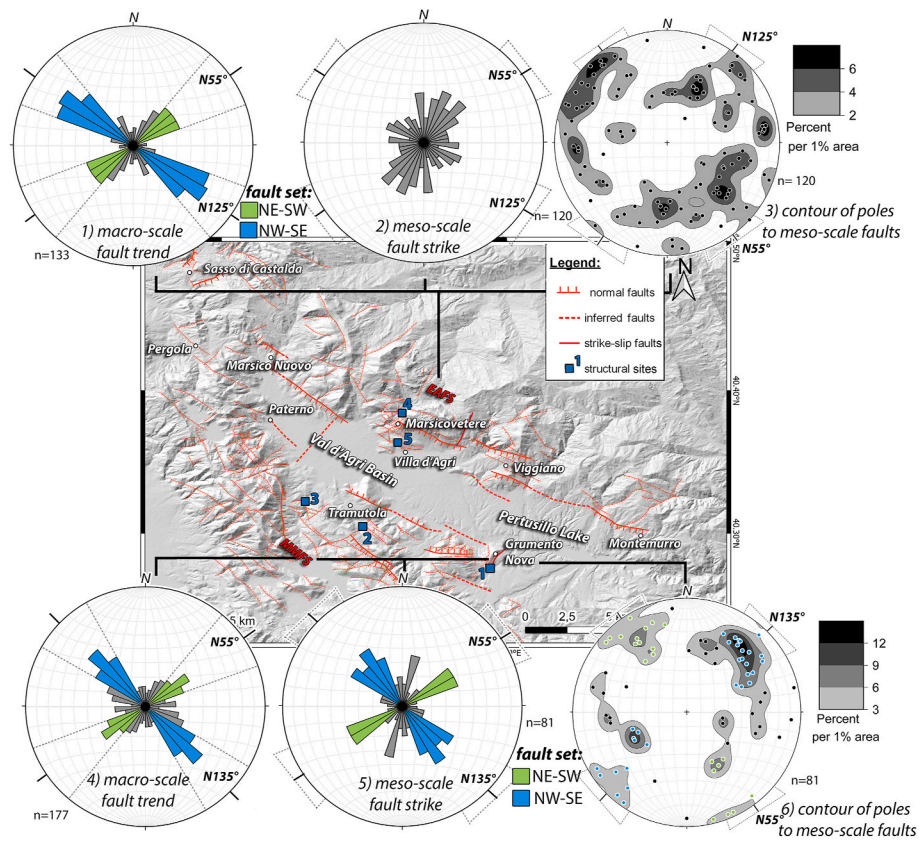 N
N55°
N125°
1) macro-scale
fault trend
n=133
fault set:
NE-SW
NW-SE
N
N55°
N125°
2) meso-scale
fault strike
n= 120
N
N125°
N55°
6
4
2
Percent
per 1% area
n= 120
3) contour of poles
to meso-scale faults
Legend:
normal faults
inferred faults
strike-slip faults
1
structural sites
N
40.50°N
40.40°N
40.30°N
Sasso di Castalda
Pergola
Marsico Nuovo
Paterno
EAFS
4
Marsicovetere
5
Villa d'Agri
Val d'Agri Basin
Viggiano
3
Tramutola
2
Pertusillo Lake
MMFS
Grumento
Nova
1
Montemurro
5 km
0 2,5
N
N55°
N135°
4) macro-scale
fault trend
n=177
N
N55°
N135°
5) meso-scale
fault strike
n=81
fault set:
NE-SW
NW-SE
N
N135°
N55°
12
9
6
3
Percent
per 1% area
n=81
6) contour of poles
to meso-scale faults